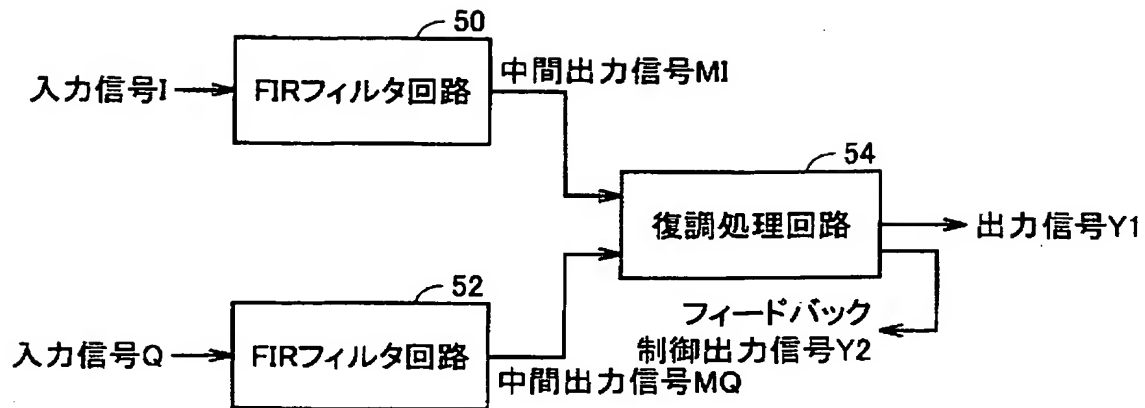 50
入力信号I
FIRフィルタ回路
中間出力信号MI
54
復調処理回路
出力信号Y1
フィードバック
制御出力信号Y2
52
入力信号Q
FIRフィルタ回路
中間出力信号MQ